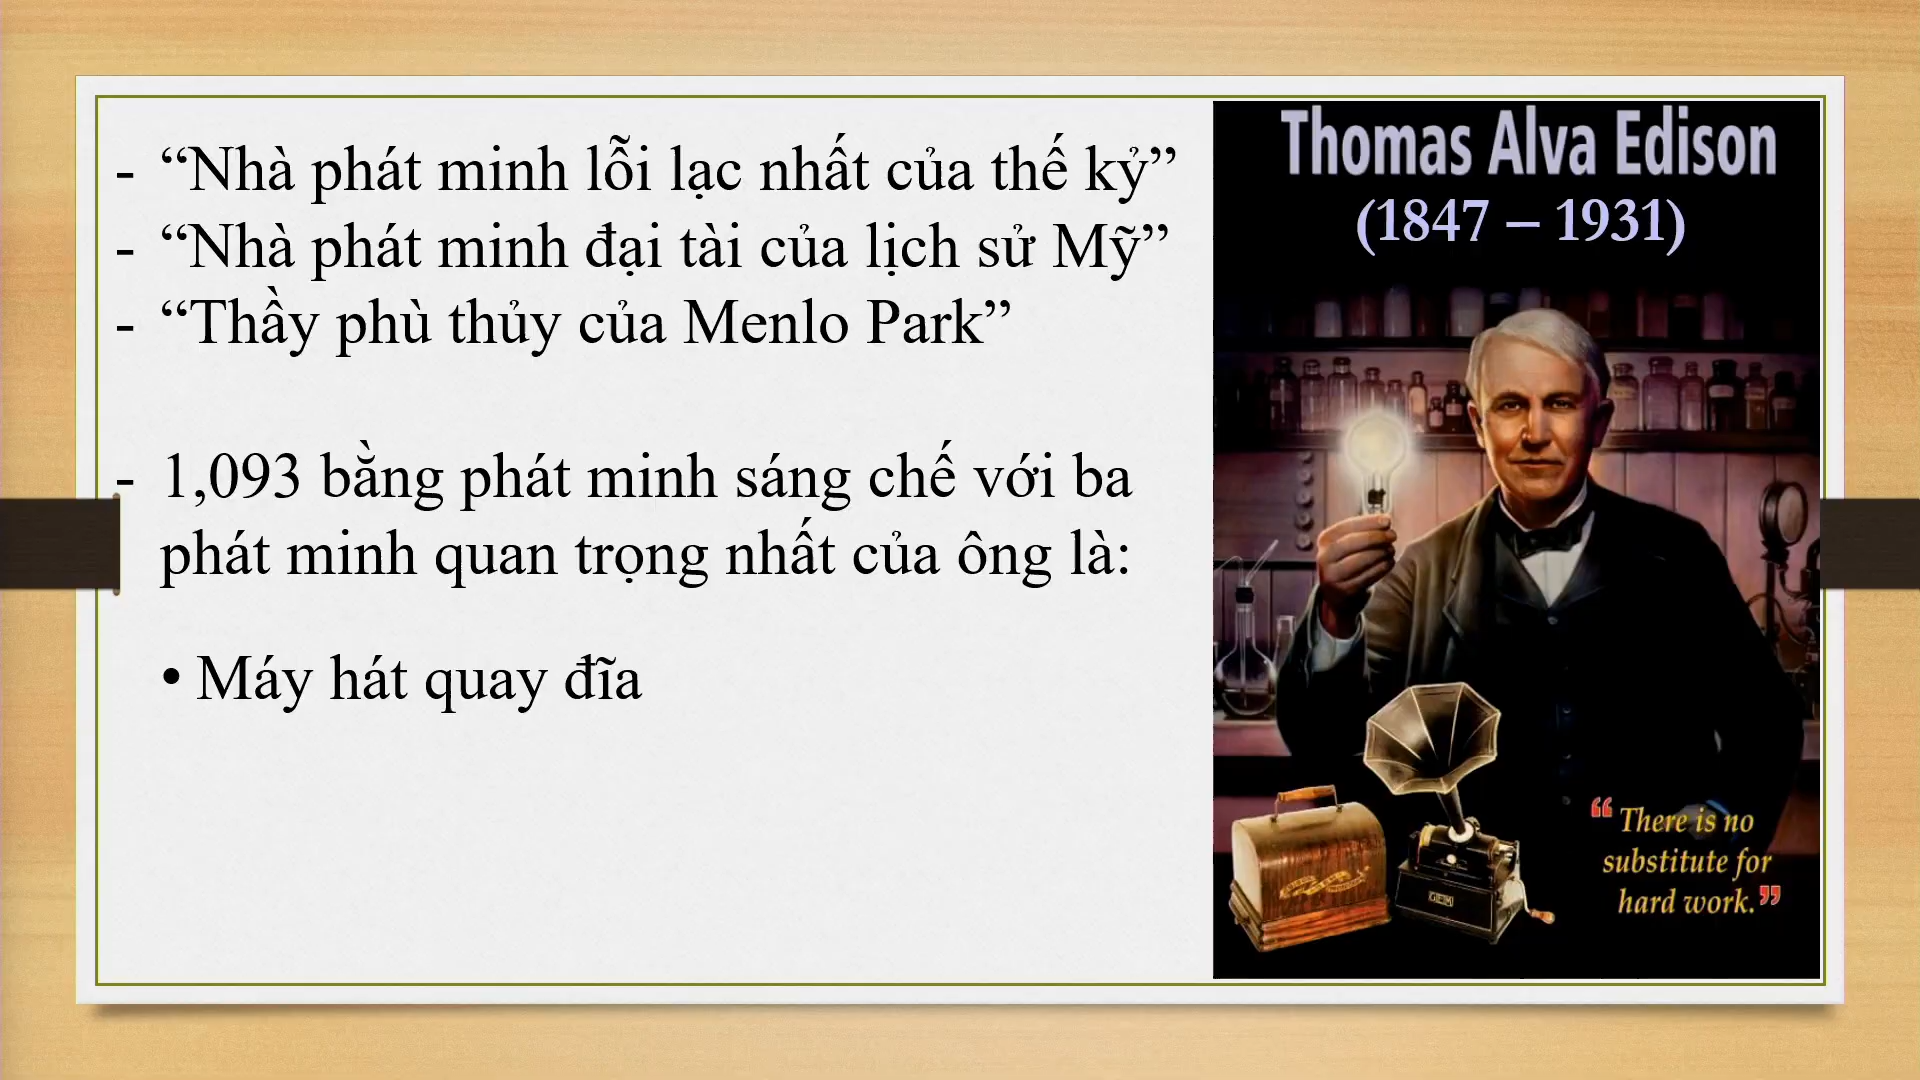 - “Nhà phát minh lỗi lạc nhất của thế kỷ”
- “Nhà phát minh đại tài của lịch sử Mỹ”
- “Thầy phù thủy của Menlo Park”
- 1,093 bằng phát minh sáng chế với ba
phát minh quan trọng nhất của ông là:
• Máy hát quay đĩa
Thomas Alva Edison
(1847 – 1931)
“ There is no
substitute for
hard work.”
GEM